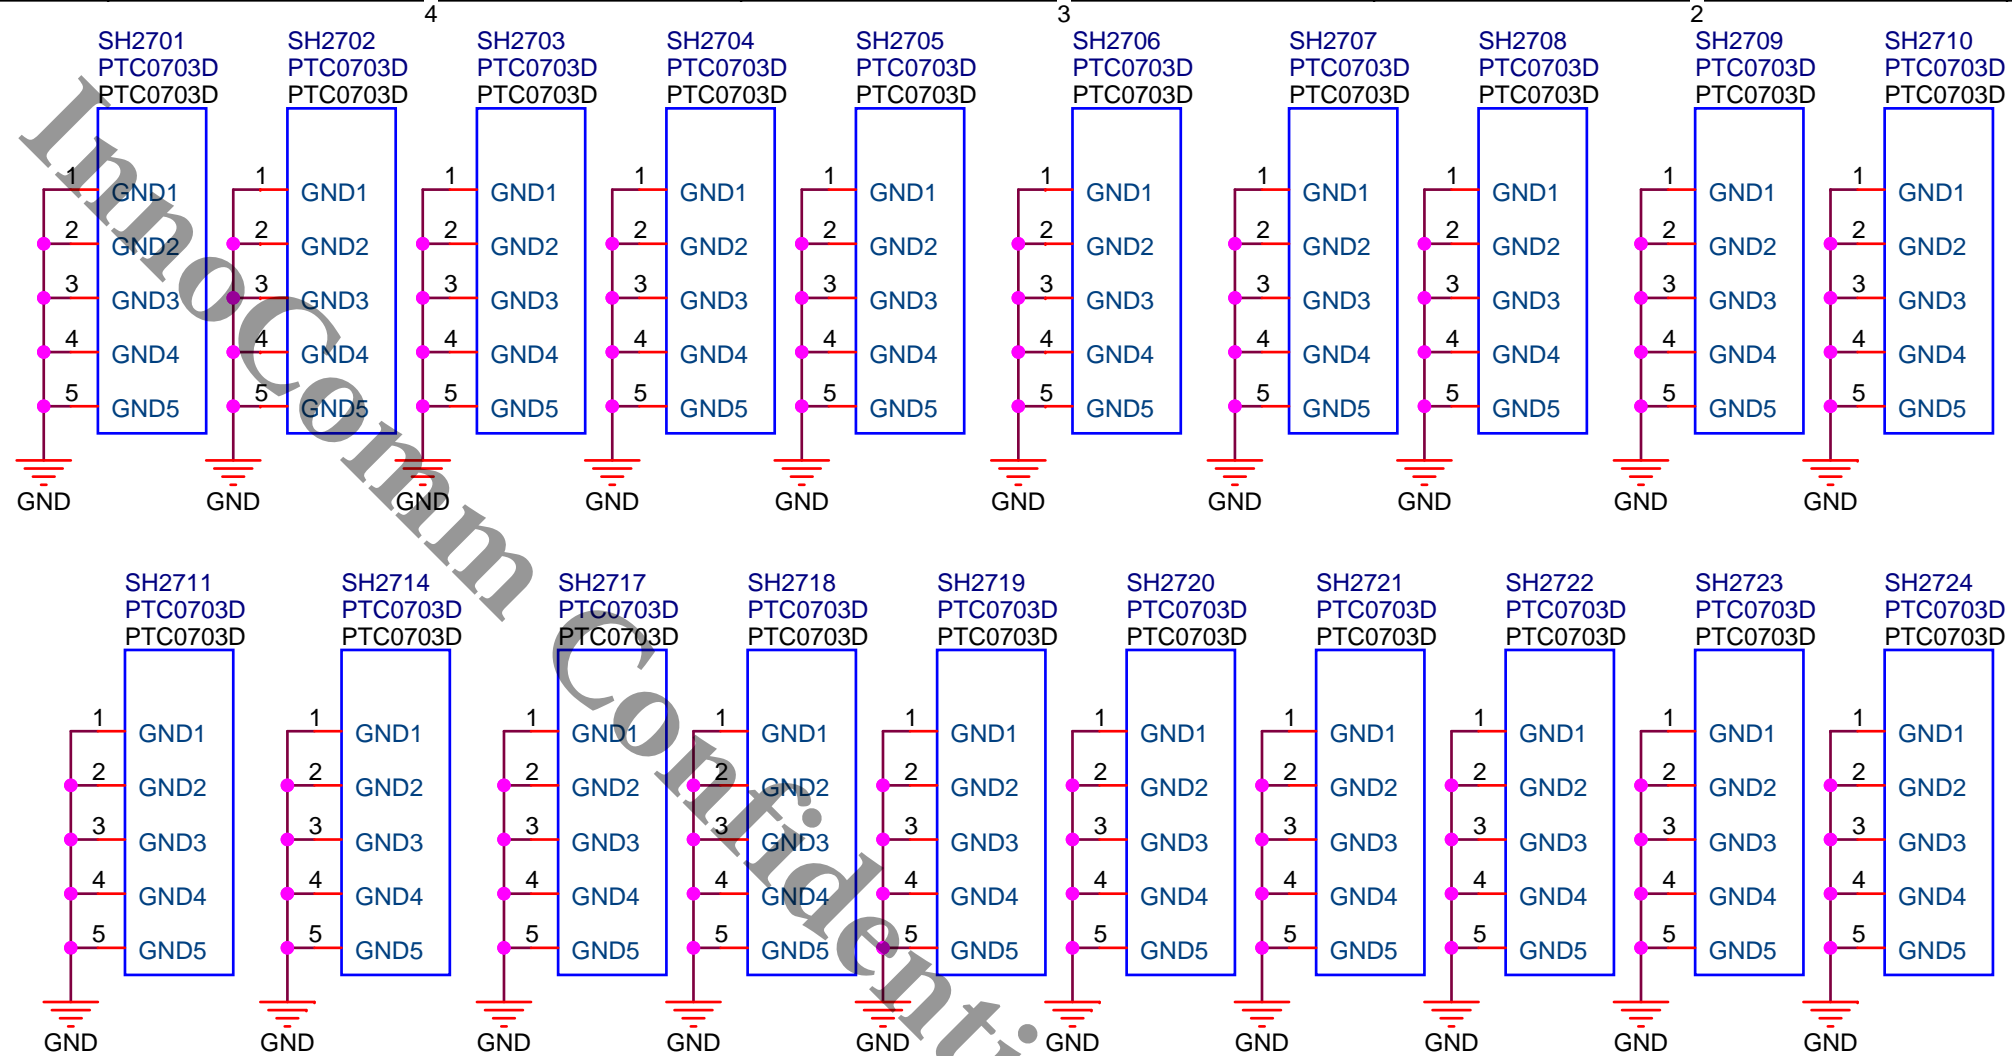 4 3 2
SH2701 SH2702 SH2703 SH2704 SH2705 SH2706 SH2707 SH2708 SH2709 SH2710
PTC0703D PTC0703D PTC0703D PTC0703D PTC0703D PTC0703D PTC0703D PTC0703D PTC0703D PTC0703D
PTC0703D PTC0703D PTC0703D PTC0703D PTC0703D PTC0703D PTC0703D PTC0703D PTC0703D PTC0703D
1 GND1 1 GND1 1 GND1 1 GND1 1 GND1 1 GND1 1 GND1 1 GND1 1 GND1 1 GND1
2 GND2 2 GND2 2 GND2 2 GND2 2 GND2 2 GND2 2 GND2 2 GND2 2 GND2 2 GND2
3 GND3 3 GND3 3 GND3 3 GND3 3 GND3 3 GND3 3 GND3 3 GND3 3 GND3 3 GND3
4 GND4 4 GND4 4 GND4 4 GND4 4 GND4 4 GND4 4 GND4 4 GND4 4 GND4 4 GND4
5 GND5 5 GND5 5 GND5 5 GND5 5 GND5 5 GND5 5 GND5 5 GND5 5 GND5 5 GND5
GND GND GND GND GND GND GND GND GND GND
InnoComm Confidenti
SH2711 SH2714 SH2717 SH2718 SH2719 SH2720 SH2721 SH2722 SH2723 SH2724
PTC0703D PTC0703D PTC0703D PTC0703D PTC0703D PTC0703D PTC0703D PTC0703D PTC0703D PTC0703D
PTC0703D PTC0703D PTC0703D PTC0703D PTC0703D PTC0703D PTC0703D PTC0703D PTC0703D PTC0703D
1 GND1 1 GND1 1 GND1 1 GND1 1 GND1 1 GND1 1 GND1 1 GND1 1 GND1 1 GND1
2 GND2 2 GND2 2 GND2 2 GND2 2 GND2 2 GND2 2 GND2 2 GND2 2 GND2 2 GND2
3 GND3 3 GND3 3 GND3 3 GND3 3 GND3 3 GND3 3 GND3 3 GND3 3 GND3 3 GND3
4 GND4 4 GND4 4 GND4 4 GND4 4 GND4 4 GND4 4 GND4 4 GND4 4 GND4 4 GND4
5 GND5 5 GND5 5 GND5 5 GND5 5 GND5 5 GND5 5 GND5 5 GND5 5 GND5 5 GND5
GND GND GND GND GND GND GND GND GND GND